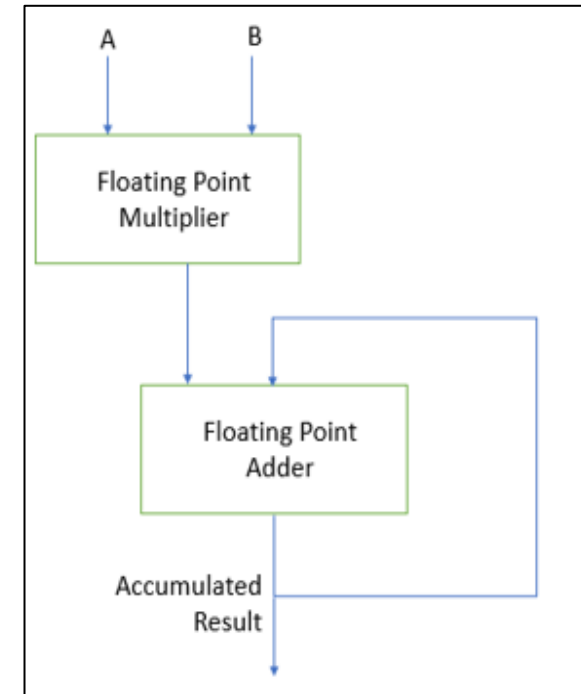 A B
Floating Point
Multiplier
Floating Point
Adder
Accumulated
Result